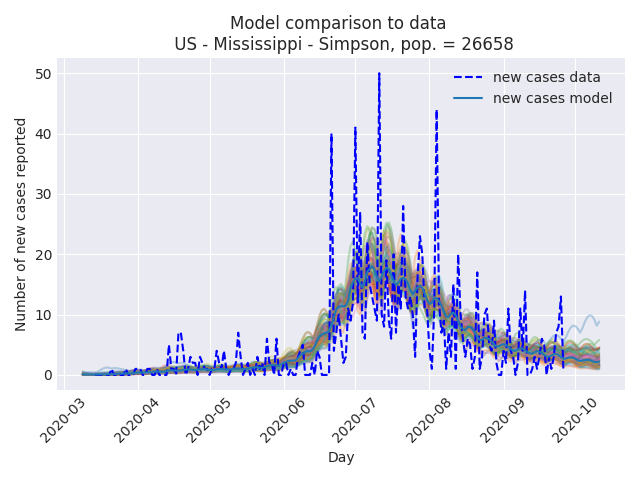 Model comparison to data
US - Mississippi - Simpson, pop. = 26658
new cases data
new cases model
Number of new cases reported
50
40
30
20
10
0
2020-03
2020-04
2020-05
2020-06
2020-07
2020-08
2020-09
2020-10
Day